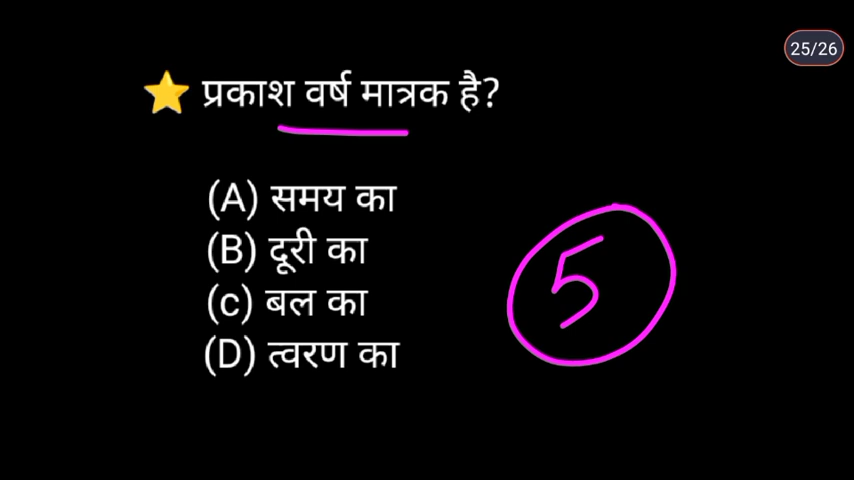 25/26
⭐ प्रकाश वर्ष मात्रक है?
(A) समय का
(B) दूरी का
(c) बल का
(D) त्वरण का
5